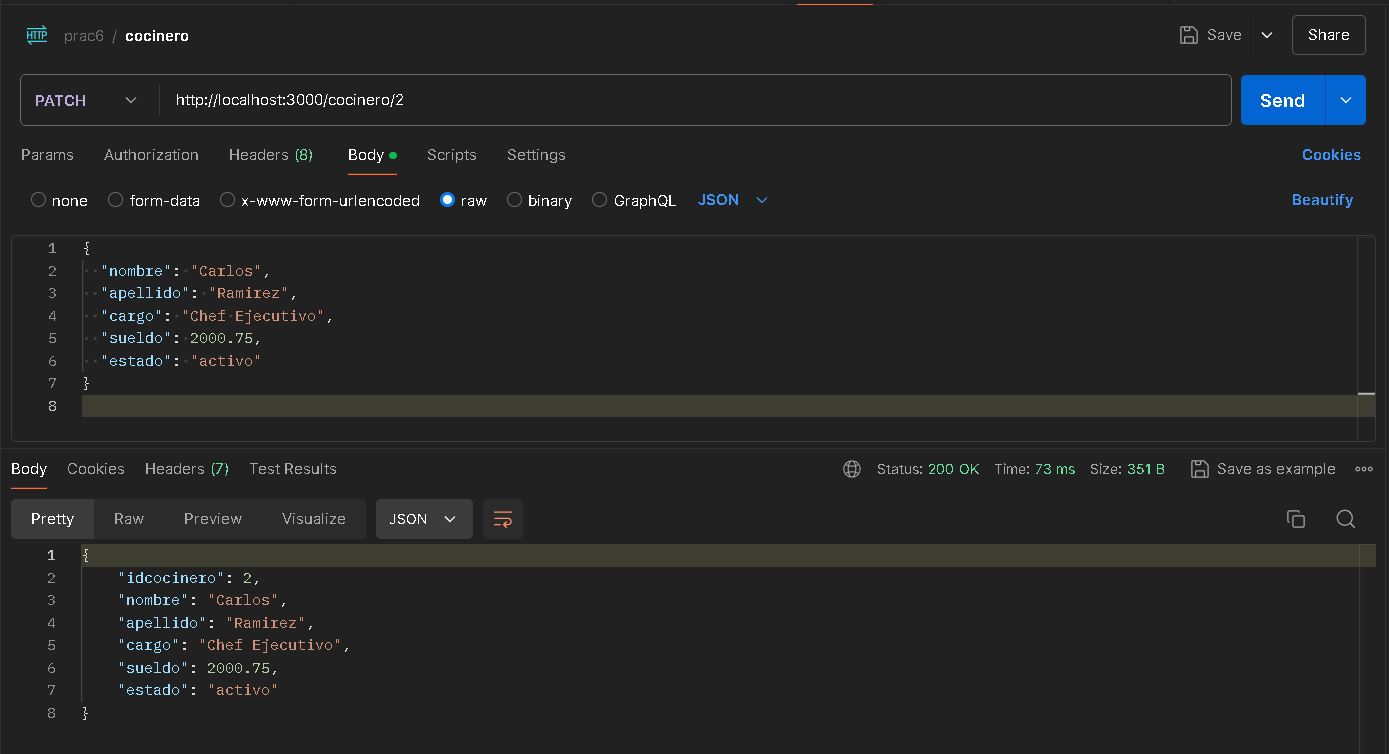 HTTP prac6 / cocinero Save Share
PATCH http://localhost:3000/cocinero/2 Send
Params Authorization Headers (8) Body Scripts Settings Cookies
none form-data x-www-form-urlencoded raw binary GraphQL JSON Beautify
1 {
2 "nombre": "Carlos",
3 "apellido": "Ramirez",
4 "cargo": "Chef Ejecutivo",
5 "sueldo": 2000.75,
6 "estado": "activo"
7 }
8
Body Cookies Headers (7) Test Results Status: 200 OK Time: 73 ms Size: 351 B Save as example
Pretty Raw Preview Visualize JSON
1 {
2 "idcocinero": 2,
3 "nombre": "Carlos",
4 "apellido": "Ramirez",
5 "cargo": "Chef Ejecutivo",
6 "sueldo": 2000.75,
7 "estado": "activo"
8 }